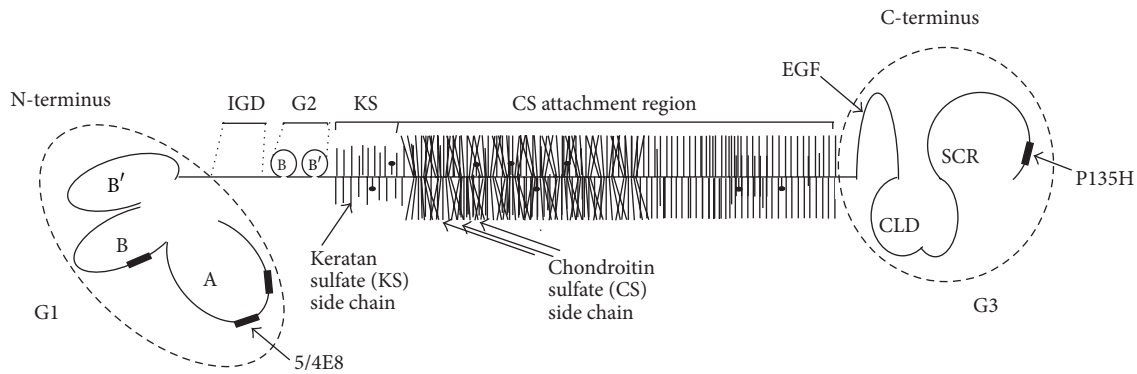 C-terminus
EGF
N-terminus
IGD
G2
KS
CS attachment region
B
B′
B′
SCR
P135H
CLD
B
A
Keratan
sulfate (KS)
side chain
Chondroitin
sulfate (CS)
side chain
G1
G3
5/4E8